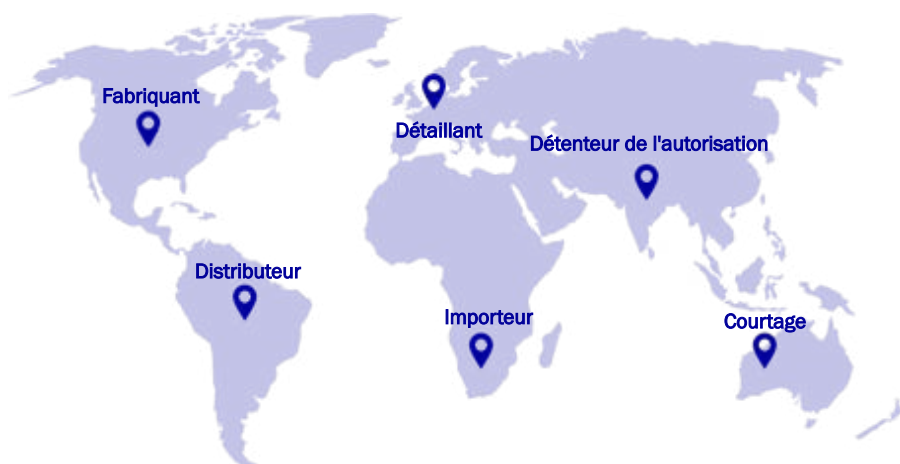 Fabriquant
Détaillant
Détenteur de l'autorisation
Distributeur
Importeur
Courtage